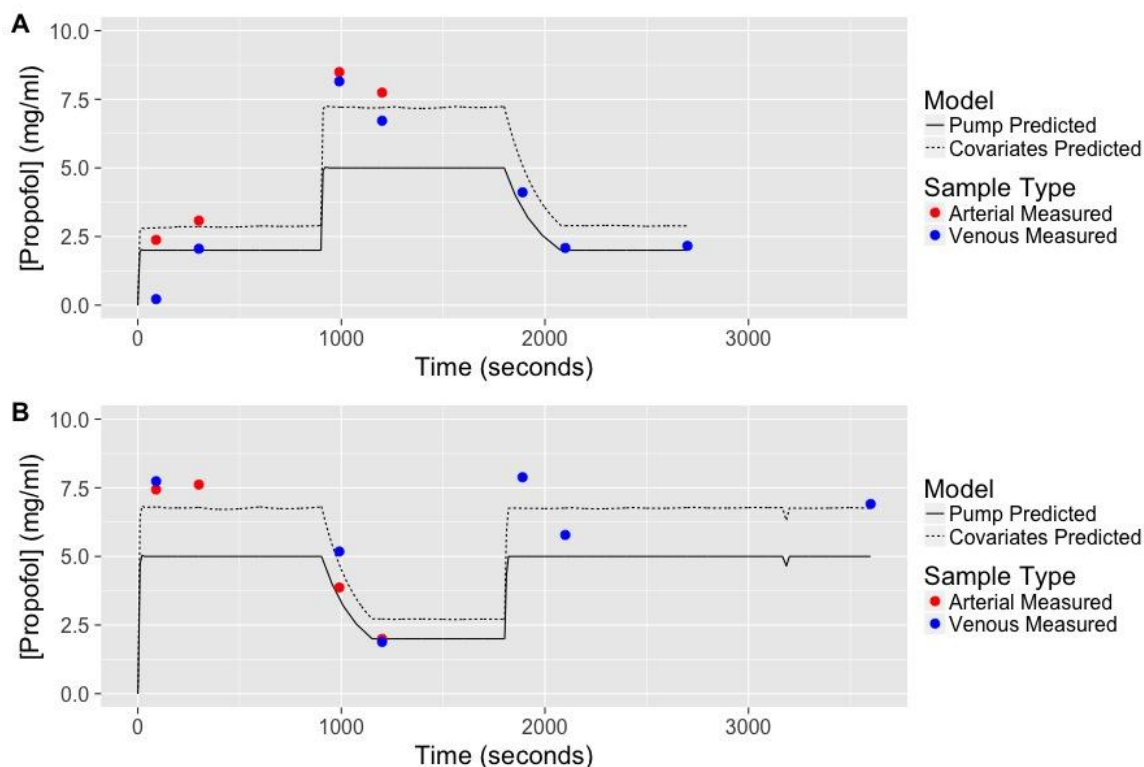 A
10.0
7.5
5.0
2.5
0.0
[Propofol] (mg/ml)
0 1000 2000 3000
Time (seconds)
Model
Pump Predicted
Covariates Predicted
Sample Type
Arterial Measured
Venous Measured
B
10.0
7.5
5.0
2.5
0.0
[Propofol] (mg/ml)
0 1000 2000 3000
Time (seconds)
Model
Pump Predicted
Covariates Predicted
Sample Type
Arterial Measured
Venous Measured